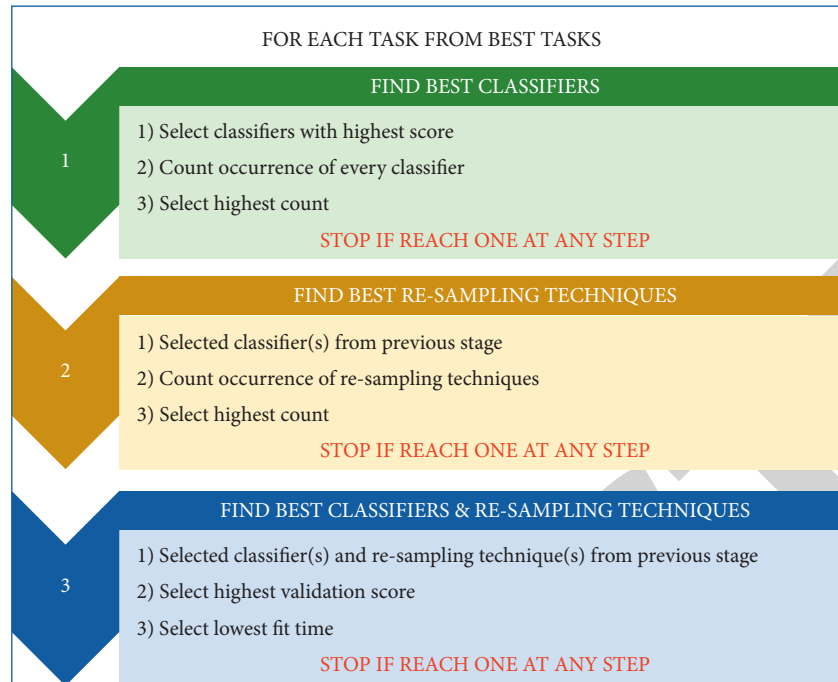 FOR EACH TASK FROM BEST TASKS
FIND BEST CLASSIFIERS
1
1) Select classifiers with highest score
2) Count occurrence of every classifier
3) Select highest count
STOP IF REACH ONE AT ANY STEP
FIND BEST RE-SAMPLING TECHNIQUES
2
1) Selected classifier(s) from previous stage
2) Count occurrence of re-sampling techniques
3) Select highest count
STOP IF REACH ONE AT ANY STEP
FIND BEST CLASSIFIERS & RE-SAMPLING TECHNIQUES
3
1) Selected classifier(s) and re-sampling technique(s) from previous stage
2) Select highest validation score
3) Select lowest fit time
STOP IF REACH ONE AT ANY STEP